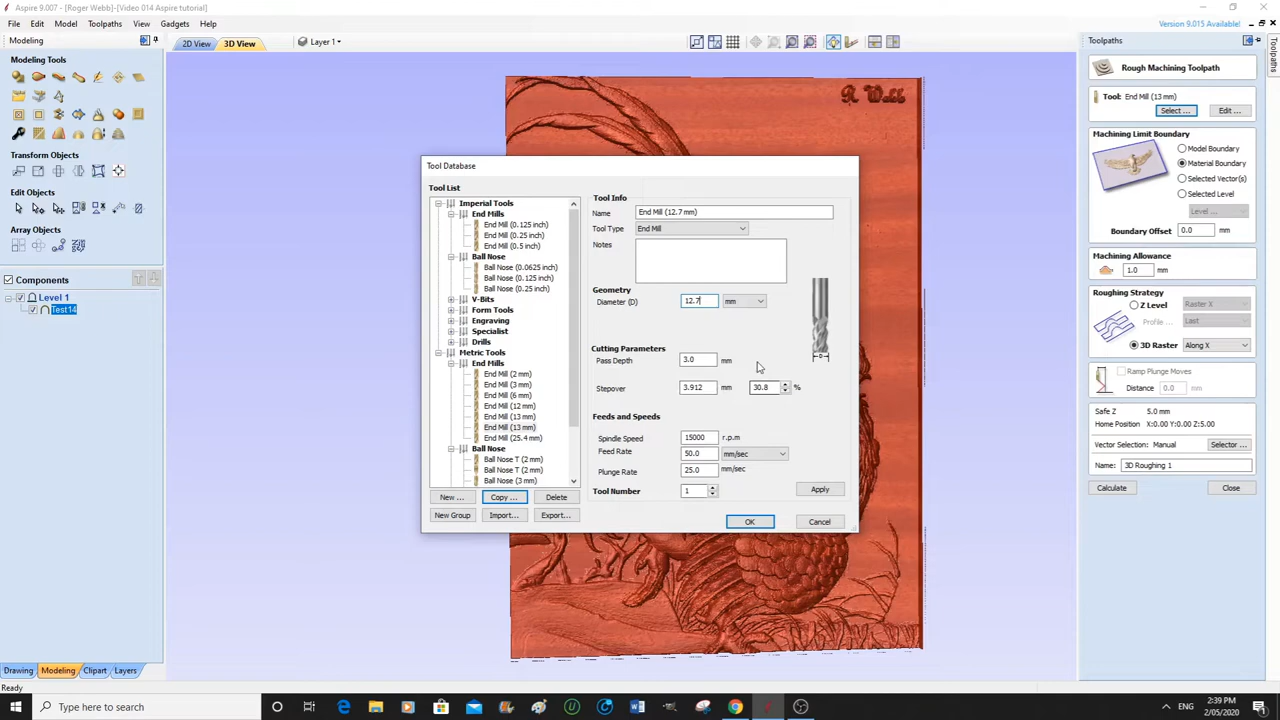 Aspire 9.007 - [Roger Webb] - [Video 014 Aspire tutorial]
File Edit Model Toolpaths View Gadgets Help
Version 9.015 Available!
Modeling
2D View 3D View Layer 1
Toolpaths
Toolpaths
Modeling Tools
Transform Objects
Edit Objects
Array Objects
Components
Level 1
Test14
Drawing Modeling Clipart Layers
Ready
R Webb
Tool Database
Tool List
Imperial Tools
End Mills
End Mill (0.125 inch)
End Mill (0.25 inch)
End Mill (0.5 inch)
Ball Nose
Ball Nose (0.0625 inch)
Ball Nose (0.125 inch)
Ball Nose (0.25 inch)
V-Bits
Form Tools
Engraving
Specialist
Drills
Metric Tools
End Mills
End Mill (2 mm)
End Mill (3 mm)
End Mill (6 mm)
End Mill (12 mm)
End Mill (13 mm)
End Mill (13 mm)
End Mill (25.4 mm)
Ball Nose
Ball Nose T (2 mm)
Ball Nose T (2 mm)
Ball Nose (3 mm)
New ... Copy ... Delete
New Group Import... Export...
Tool Info
Name End Mill (12.7 mm)
Tool Type End Mill
Notes
Geometry
Diameter (D) 12.7 mm
D
Cutting Parameters
Pass Depth 3.0 mm
Stepover 3.912 mm 30.8 %
Feeds and Speeds
Spindle Speed 15000 r.p.m
Feed Rate 50.0 mm/sec
Plunge Rate 25.0 mm/sec
Tool Number 1
Apply
OK Cancel
Rough Machining Toolpath
Tool: End Mill (13 mm)
Select ... Edit ...
Machining Limit Boundary
Model Boundary
Material Boundary
Selected Vector(s)
Selected Level
Level ...
Boundary Offset 0.0 mm
Machining Allowance
1.0 mm
Roughing Strategy
Z Level Raster X
Profile ... Last
3D Raster Along X
Ramp Plunge Moves
Distance 0.0 mm
Safe Z 5.0 mm
Home Position X:0.00 Y:0.00 Z:5.00
Vector Selection: Manual Selector ...
Name: 3D Roughing 1
Calculate Close
Type here to search
ENG 2:39 PM
2/05/2020